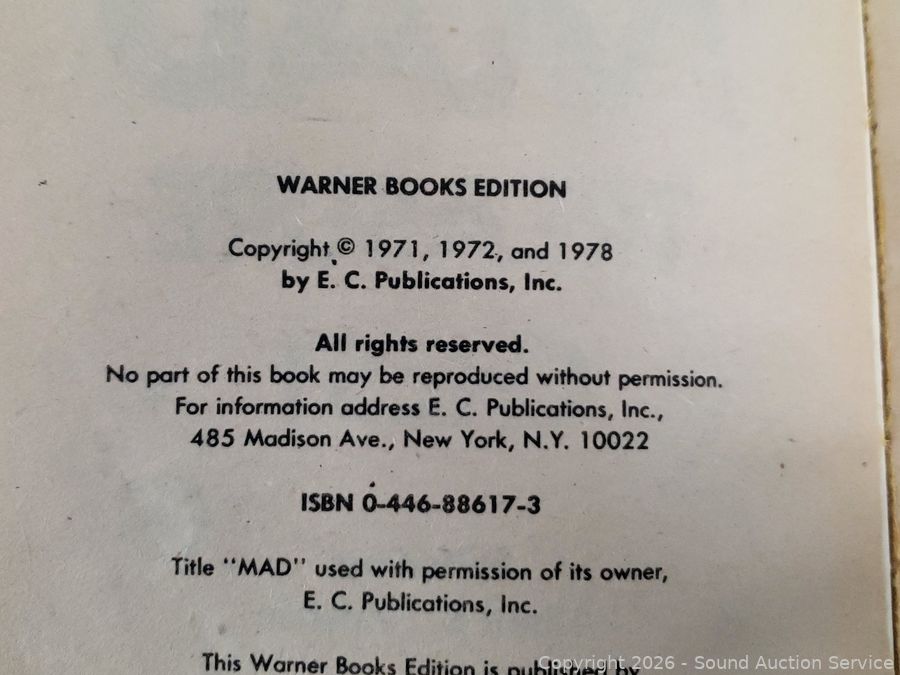 WARNER BOOKS EDITION
Copyright © 1971, 1972, and 1978
by E. C. Publications, Inc.
All rights reserved.
No part of this book may be reproduced without permission.
For information address E. C. Publications, Inc.,
485 Madison Ave., New York, N.Y. 10022
ISBN 0-446-88617-3
Title "MAD" used with permission of its owner,
E. C. Publications, Inc.
This Warner Books Edition is published by
Copyright 2026 - Sound Auction Service